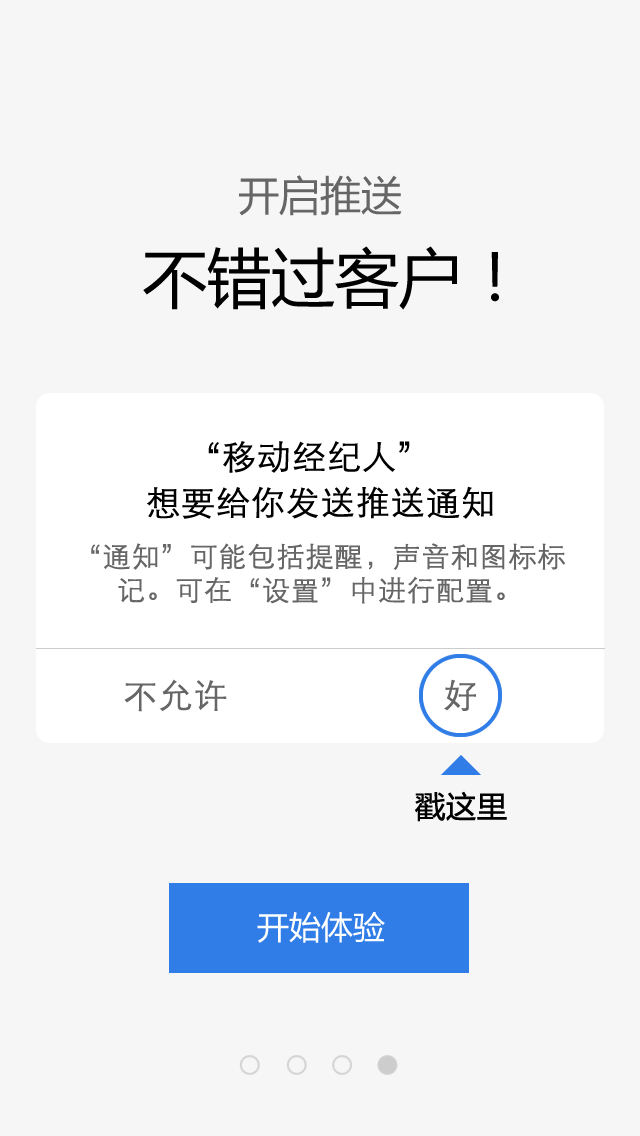 开启推送
不错过客户！
“移动经纪人”
想要给你发送推送通知
“通知”可能包括提醒，声音和图标标
记。可在“设置”中进行配置。
不允许
好
戳这里
开始体验